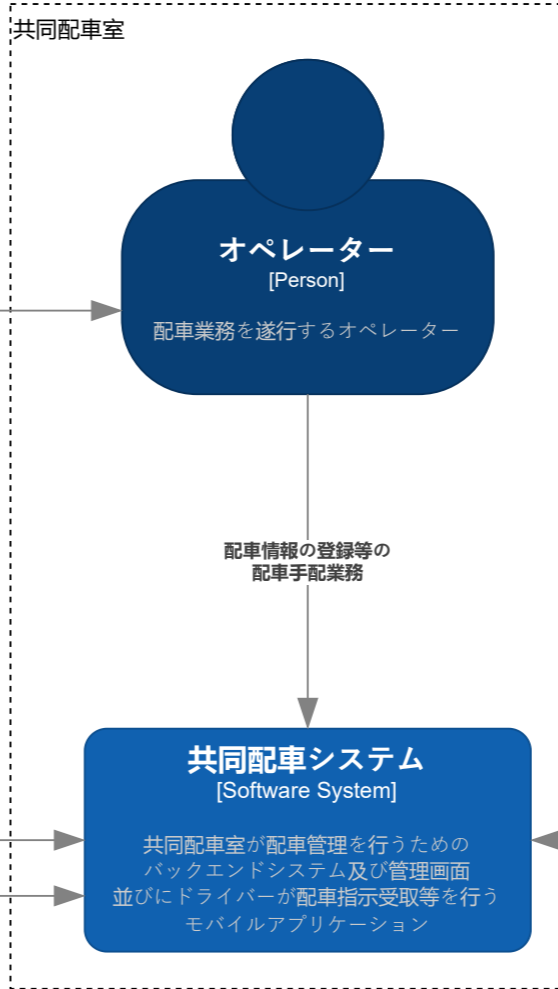 共同配車室
オペレーター
[Person]
配車業務を遂行するオペレーター
配車情報の登録等の
配車手配業務
共同配車システム
[Software System]
共同配車室が配車管理を行うための
バックエンドシステム及び管理画面
並びにドライバーが配車指示受取等を行う
モバイルアプリケーション